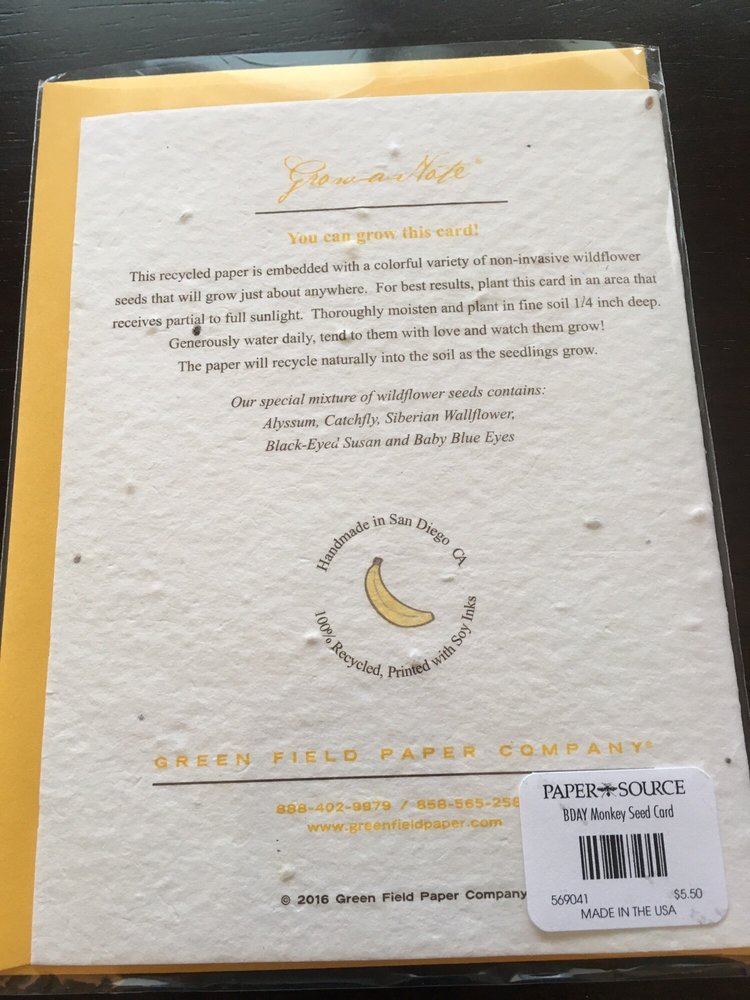 Grow-a-Note®
You can grow this card!
This recycled paper is embedded with a colorful variety of non-invasive wildflower
seeds that will grow just about anywhere. For best results, plant this card in an area that
receives partial to full sunlight. Thoroughly moisten and plant in fine soil 1/4 inch deep.
Generously water daily, tend to them with love and watch them grow!
The paper will recycle naturally into the soil as the seedlings grow.
Our special mixture of wildflower seeds contains:
Alyssum, Catchfly, Siberian Wallflower,
Black-Eyed Susan and Baby Blue Eyes
Handmade in San Diego CA
100% Recycled, Printed with Soy Inks
GREEN FIELD PAPER COMPANY®
888-402-9979 / 858-565-258
www.greenfieldpaper.com
© 2016 Green Field Paper Company
PAPER SOURCE
BDAY Monkey Seed Card
569041 $5.50
MADE IN THE USA